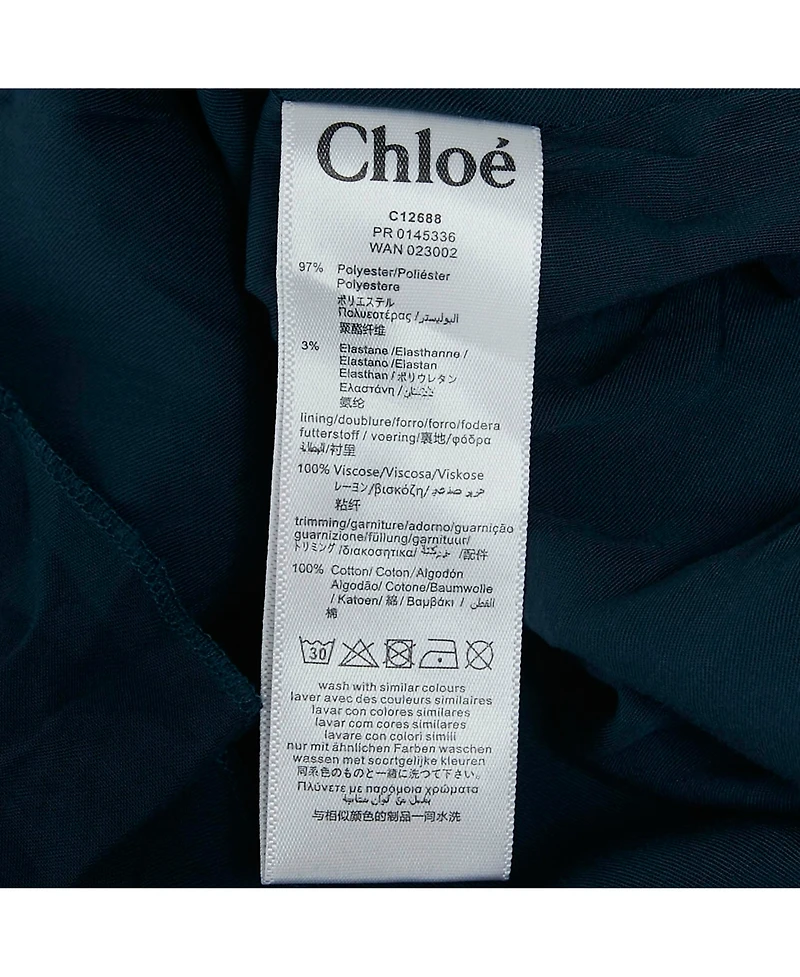 Chloé
C12688
PR 0145336
WAN 023002
97% Polyester/Poliéster
Polyestere
ポリエステル
Πολυεστέρας /البوليستر
聚酯纤维
3% Elastane /Elasthanne /
Elastano /Elastan
Elasthan /ポリウレタン
Ελαστάνη /
氨纶
lining/doublure/forro/forro/fodera
futterstoff / voering/裏地/φόδρα
/衬里
100% Viscose/Viscosa/Viskose
レーヨン/βισκόζη/
粘纤
trimming/garniture/adorno/guarnição
guarnizione/füllung/garnituur/
トリミング /διακοσητικα/ /配件
100% Cotton/ Coton/Algodón
Algodão/ Cotone/Baumwolle
/ Katoen/ 綿 / Βαμβάκι / القطن
棉
30
wash with similar colours
laver avec des couleurs similaires
lavar con colores similares
lavar com cores similares
lavare con colori simili
nur mit ähnlichen Farben waschen
wassen met soortgelijke kleuren
同系色のものと一緒に洗つて下さい。
Πλύνετε με παρόμοια χρώματα
与相似颜色的制品一同水洗